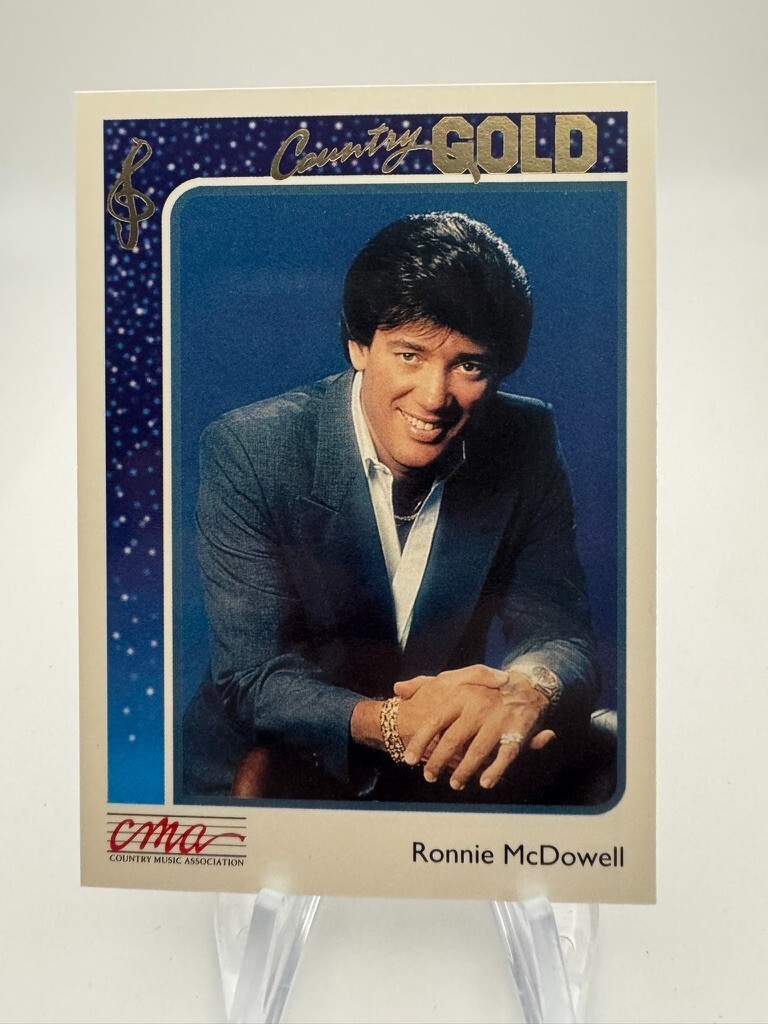 Country GOLD
cma
COUNTRY MUSIC ASSOCIATION
Ronnie McDowell